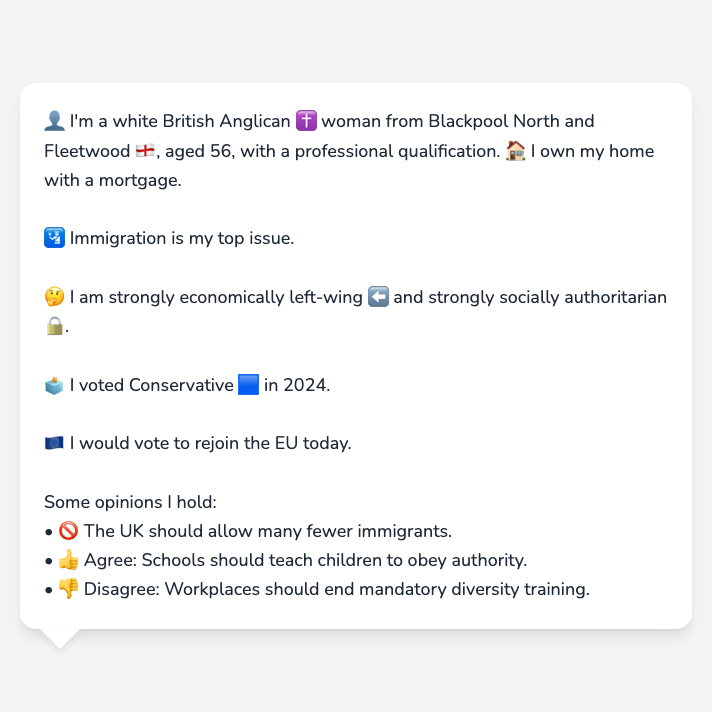 👤 I'm a white British Anglican ✝️ woman from Blackpool North and
Fleetwood 🏴󠁧󠁢󠁥󠁮󠁧󠁿, aged 56, with a professional qualification. 🏠 I own my home
with a mortgage.
🛂 Immigration is my top issue.
🤔 I am strongly economically left-wing ⬅️ and strongly socially authoritarian
🔒.
🗳️ I voted Conservative 🟦 in 2024.
🇪🇺 I would vote to rejoin the EU today.
Some opinions I hold:
• 🚫 The UK should allow many fewer immigrants.
• 👍 Agree: Schools should teach children to obey authority.
• 👎 Disagree: Workplaces should end mandatory diversity training.